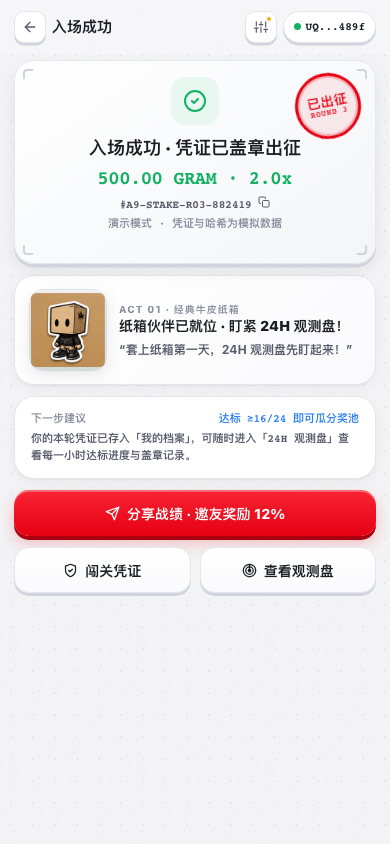 入场成功
UQ...489f
已出征
ROUND 3
入场成功 · 凭证已盖章出征
500.00 GRAM · 2.0x
#A9-STAKE-R03-882419
演示模式 · 凭证与哈希为模拟数据
ACT 01 · 经典牛皮纸箱
纸箱伙伴已就位 · 盯紧 24H 观测盘！
“套上纸箱第一天，24H 观测盘先盯起来！”
下一步建议
达标 ≥16/24 即可瓜分奖池
你的本轮凭证已存入「我的档案」，可随时进入「24H 观测盘」查
看每一小时达标进度与盖章记录。
分享战绩 · 邀友奖励 12%
闯关凭证
查看观测盘